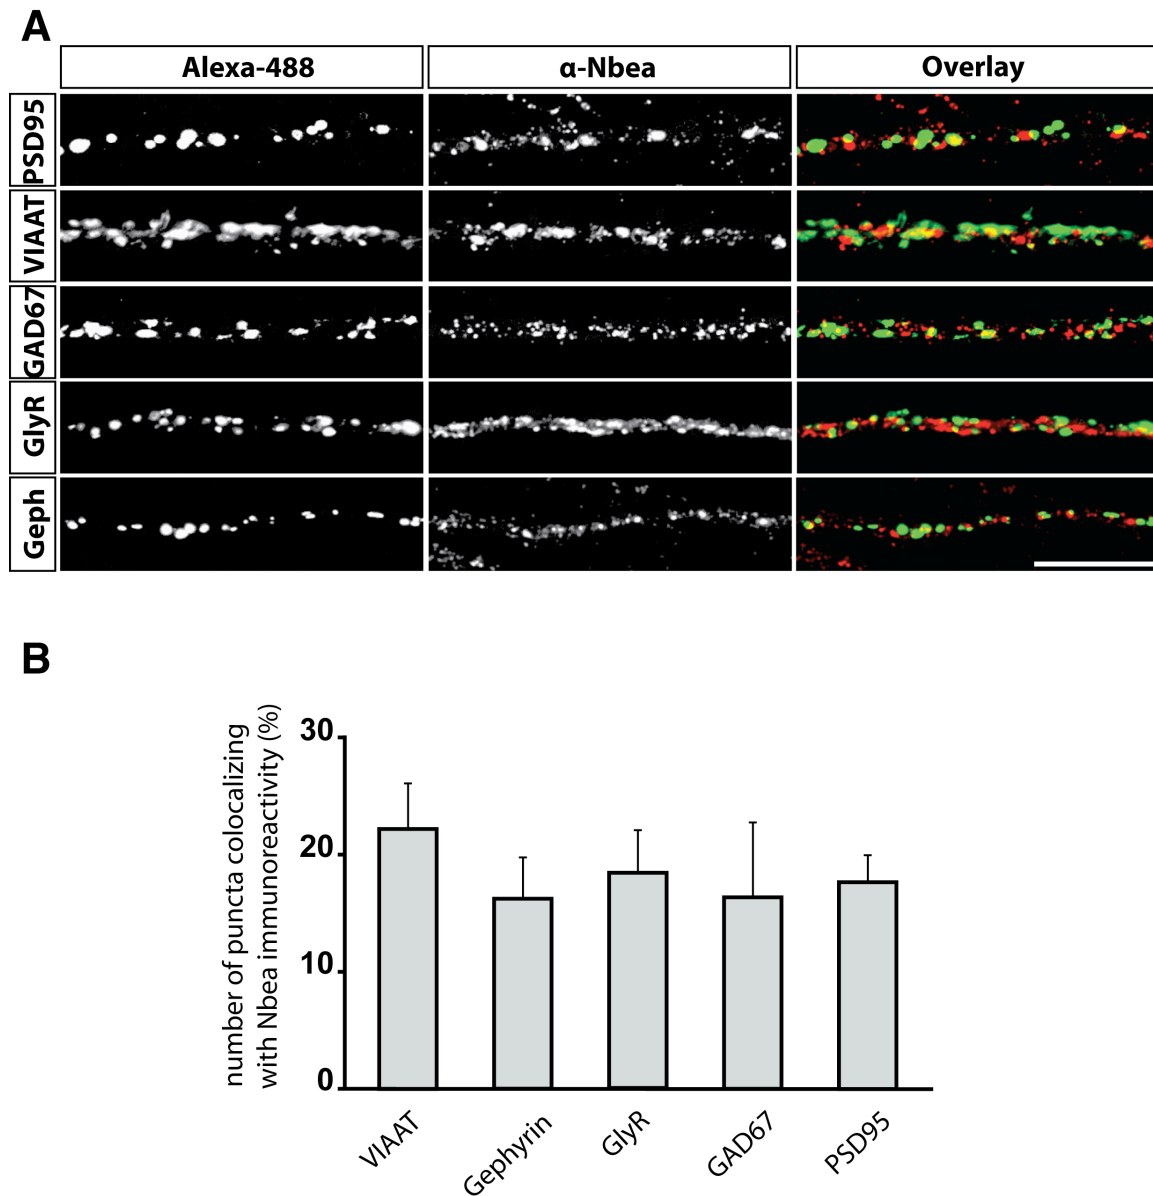 A
Alexa-488
α-Nbea
Overlay
PSD95
VIAAT
GAD67
GlyR
Geph
B
number of puncta colocalizing
with Nbea immunoreactivity (%)
30
20
10
0
VIAAT
Gephyrin
GlyR
GAD67
PSD95